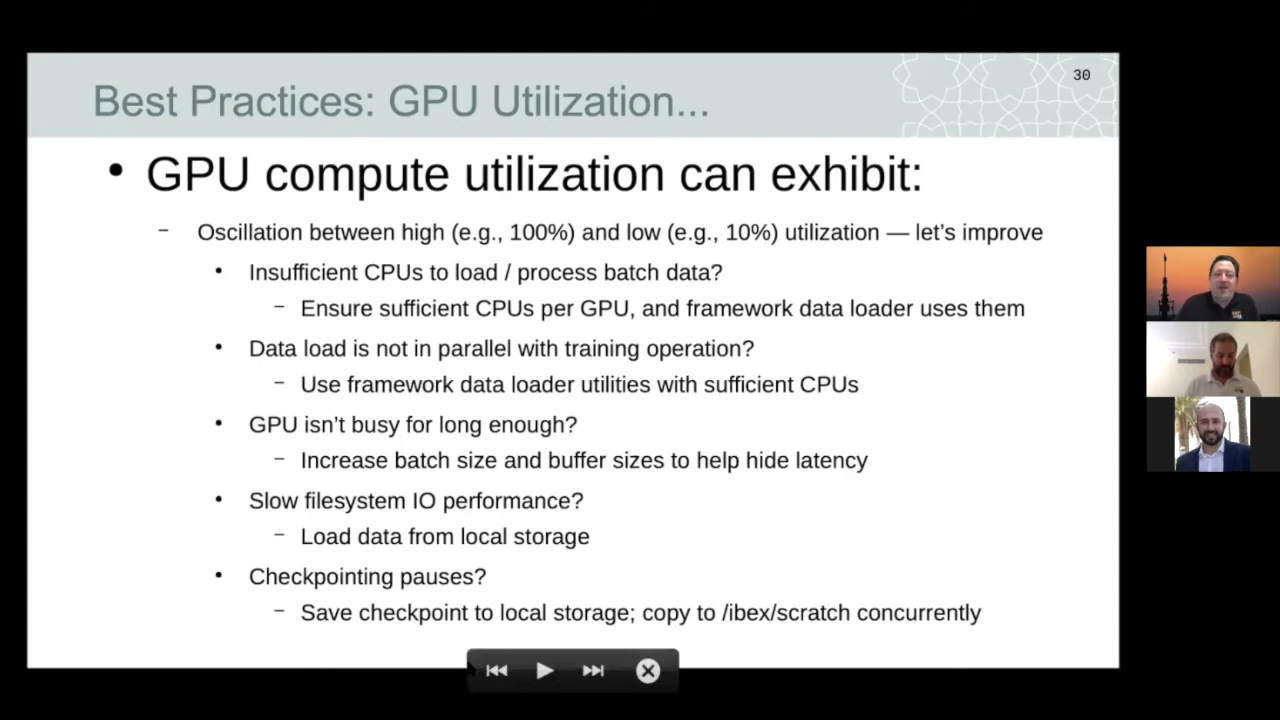 30
Best Practices: GPU Utilization...
• GPU compute utilization can exhibit:
– Oscillation between high (e.g., 100%) and low (e.g., 10%) utilization — let's improve
• Insufficient CPUs to load / process batch data?
– Ensure sufficient CPUs per GPU, and framework data loader uses them
• Data load is not in parallel with training operation?
– Use framework data loader utilities with sufficient CPUs
• GPU isn't busy for long enough?
– Increase batch size and buffer sizes to help hide latency
• Slow filesystem IO performance?
– Load data from local storage
• Checkpointing pauses?
– Save checkpoint to local storage; copy to /ibex/scratch concurrently